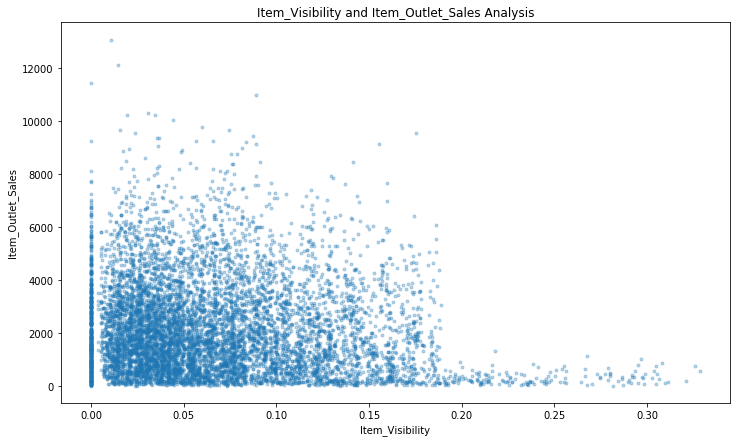 Item_Visibility and Item_Outlet_Sales Analysis
12000
10000
8000
6000
4000
2000
0
Item_Outlet_Sales
0.00 0.05 0.10 0.15 0.20 0.25 0.30
Item_Visibility